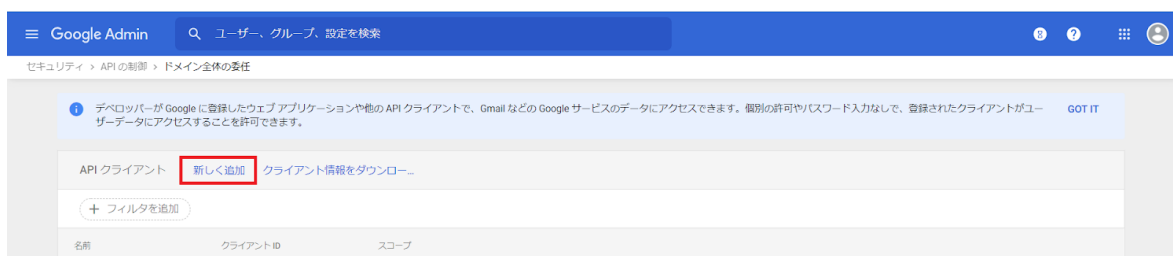 Google Admin
ユーザー、グループ、設定を検索
セキュリティ > API の制御 > ドメイン全体の委任
デベロッパーが Google に登録したウェブ アプリケーションや他の API クライアントで、Gmail などの Google サービスのデータにアクセスできます。個別の許可やパスワード入力なしで、登録されたクライアントがユー
ザーデータにアクセスすることを許可できます。
GOT IT
API クライアント 新しく追加 クライアント情報をダウンロー...
+ フィルタを追加
名前 クライアント ID スコープ